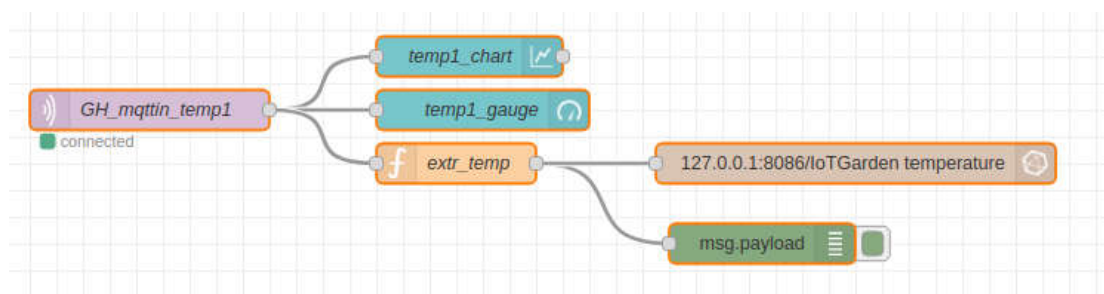 temp1_chart
GH_mqttin_temp1
temp1_gauge
connected
extr_temp
127.0.0.1:8086/IoTGarden temperature
msg.payload